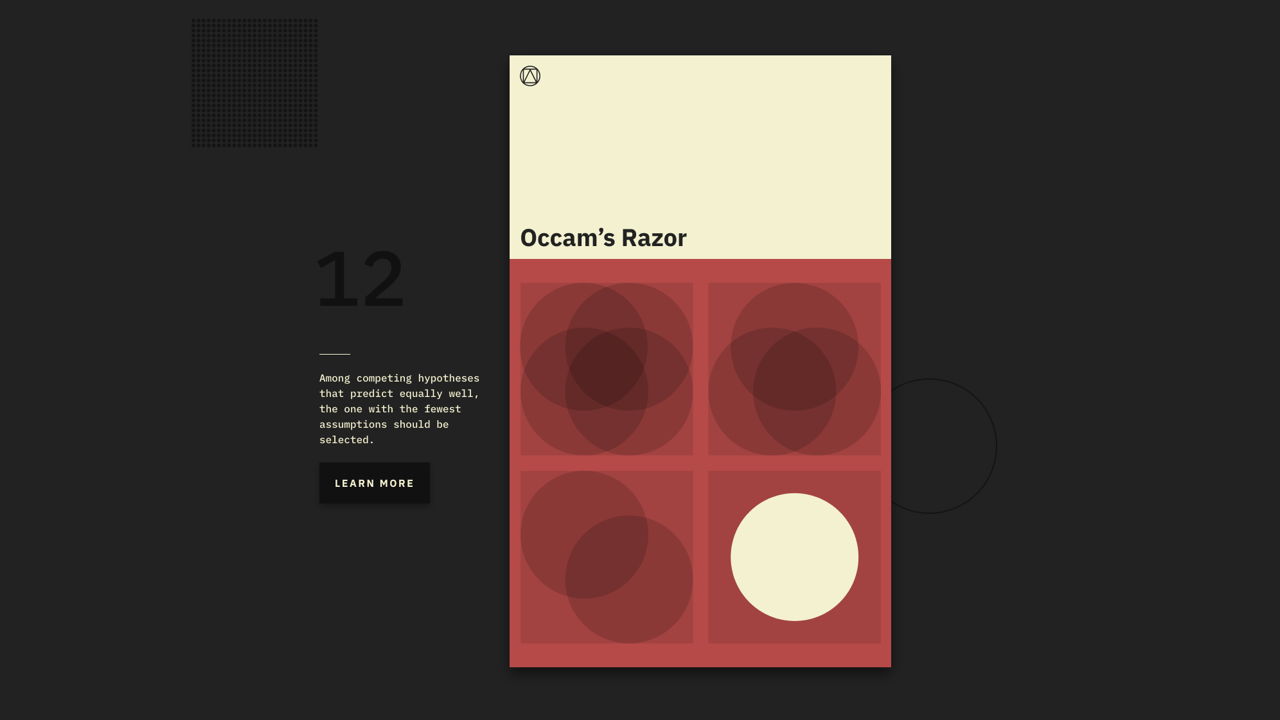 12
Among competing hypotheses
that predict equally well,
the one with the fewest
assumptions should be
selected.
LEARN MORE
Occam’s Razor